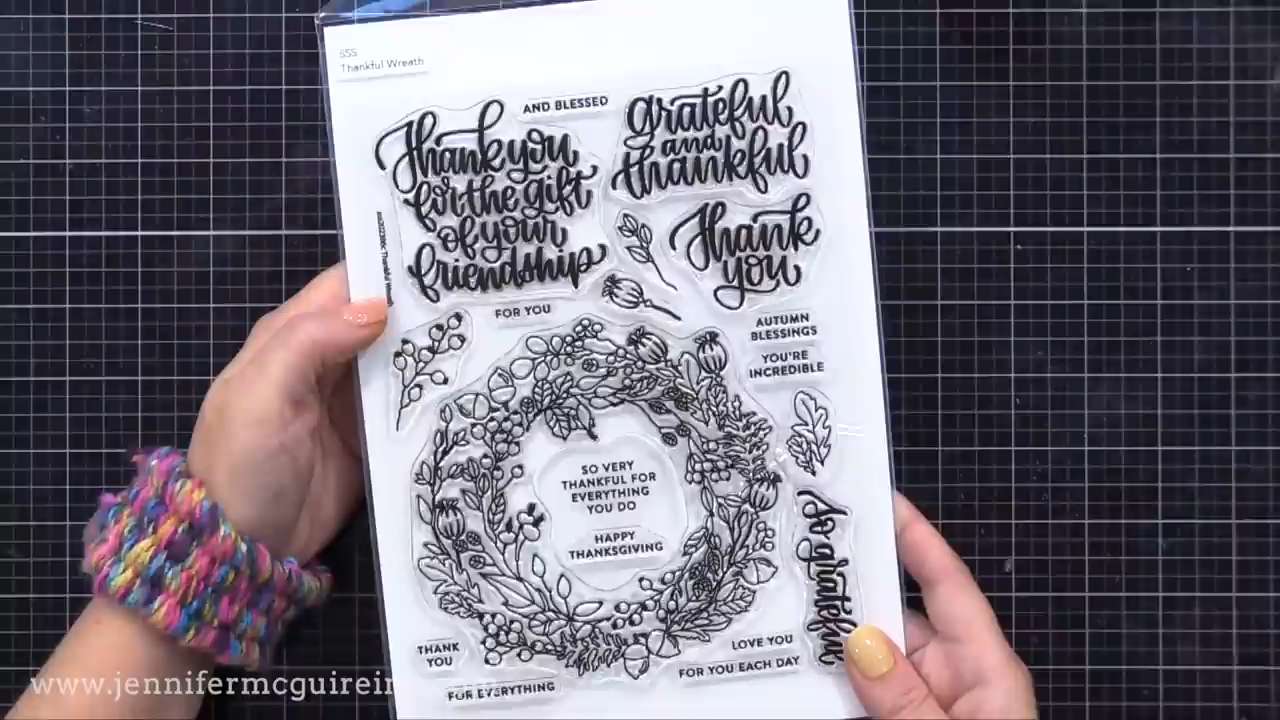 SSS
Thankful Wreath
AND BLESSED
Thank you
for the gift
of your
friendship
grateful
and
thankful
Thank
you
FOR YOU
AUTUMN
BLESSINGS
YOU'RE
INCREDIBLE
SO VERY
THANKFUL FOR
EVERYTHING
YOU DO
HAPPY
THANKSGIVING
so grateful
THANK
YOU
LOVE YOU
FOR YOU EACH DAY
FOR EVERYTHING
www.jennifermcguirein